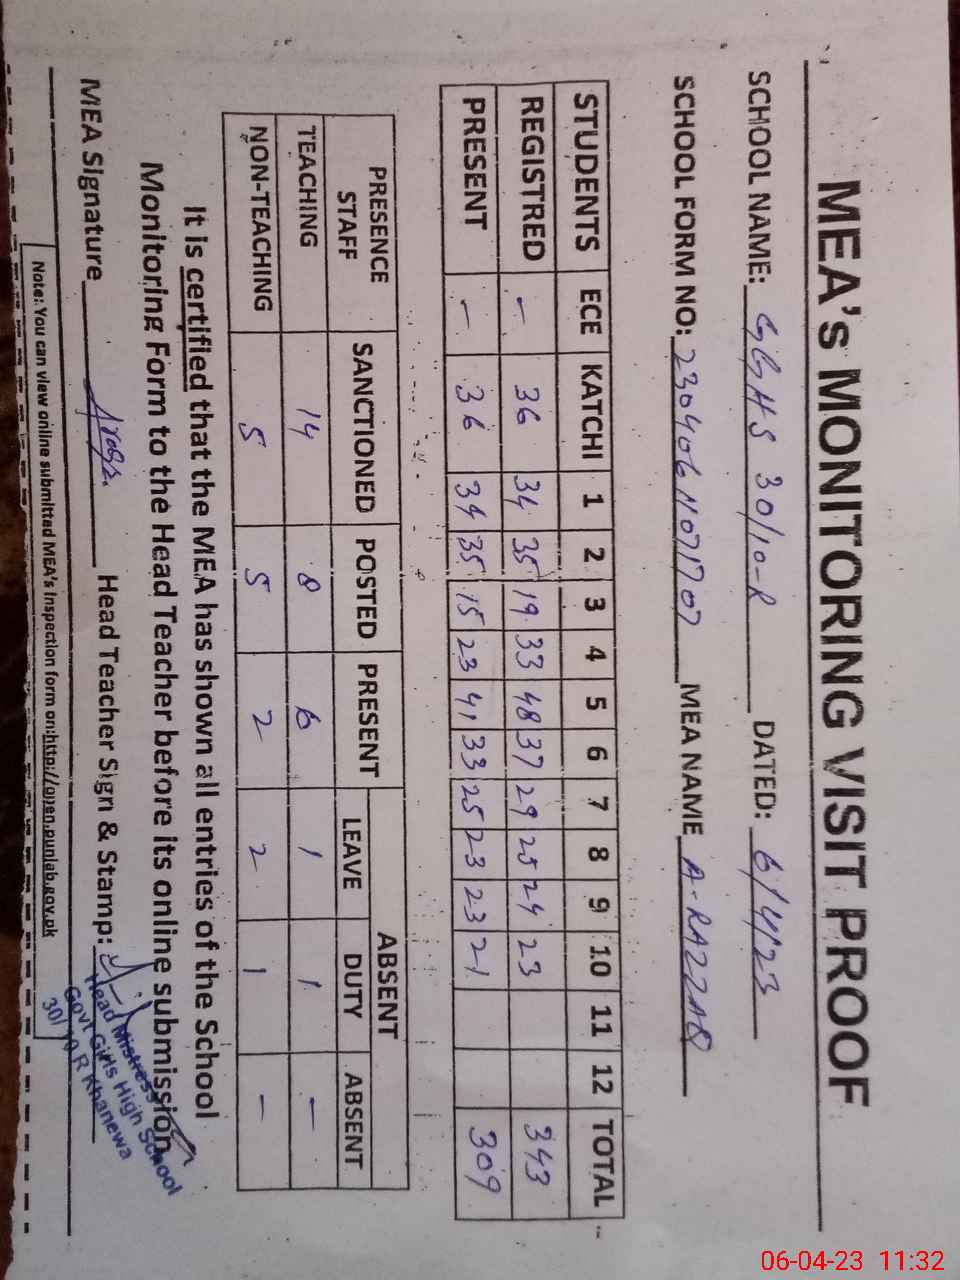 MEA's MONITORING VISIT PROOF
SCHOOL NAME: GGHS 30/10-R DATED: 6/4/23
SCHOOL FORM NO: 23040611071707 MEA NAME A-RAZZAQ
STUDENTS ECE KATCHI 1 2 3 4 5 6 7 8 9 10 11 12 TOTAL
REGISTRED – 36 34 35 19 33 48 37 29 25 24 23 343
PRESENT – 36 34 35 15 23 41 33 25 23 23 21 309
PRESENCE STAFF SANCTIONED POSTED PRESENT ABSENT
LEAVE DUTY ABSENT
TEACHING 14 8 6 1 1 –
NON-TEACHING 5 5 2 2 1 –
It is certified that the MEA has shown all entries of the School
Monitoring Form to the Head Teacher before its online submission
MEA Signature Head Teacher Sign & Stamp:
Head Mistress
Govt Girls High School
30/10 R Khanewa
Note: You can view online submitted MEA's Inspection form on:http://open.punjab.gov.pk
06-04-23 11:32